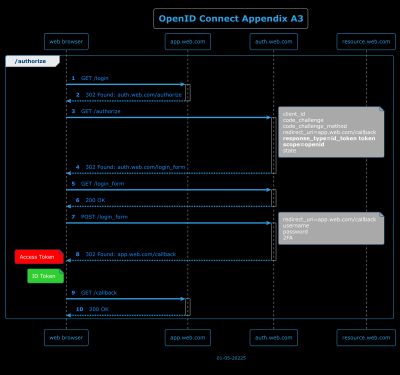 OpenID Connect Appendix A3
web browser
app.web.com
auth.web.com
resource.web.com
/authorize
1 GET /login
2 302 Found: auth.web.com/authorize
3 GET /authorize
client_id
code_challenge
code_challenge_method
redirect_uri=app.web.com/callback
response_type=id_token token
scope=openid
state
4 303 Found: auth.web.com/login_form
5 GET /login_form
6 200 OK
7 POST /login_form
redirect_uri=app.web.com/callback
username
password
2FA
Access Token
8 302 Found: app.web.com/callback
ID Token
9 GET /callback
10 200 OK
web browser
app.web.com
auth.web.com
resource.web.com
01-05-20225